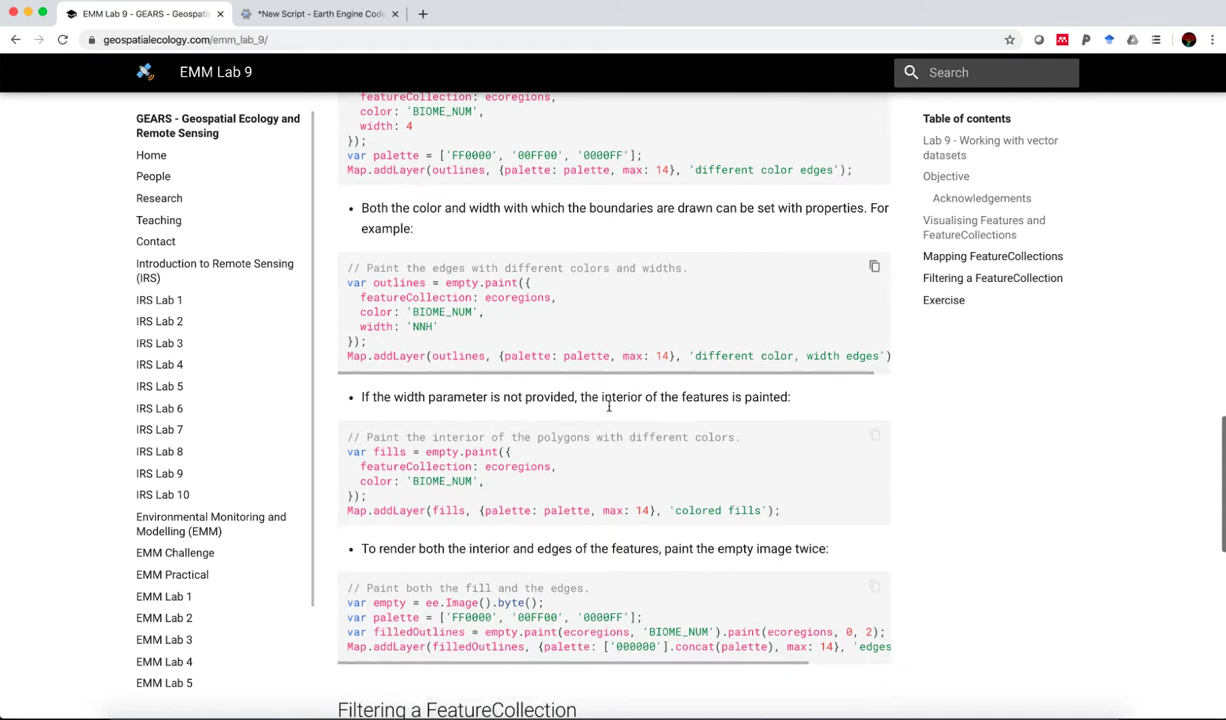 EMM Lab 9 - GEARS - Geospatia
*New Script - Earth Engine Code
geospatialecology.com/emm_lab_9/
EMM Lab 9
Search
GEARS - Geospatial Ecology and
Remote Sensing
Home
People
Research
Teaching
Contact
Introduction to Remote Sensing
(IRS)
IRS Lab 1
IRS Lab 2
IRS Lab 3
IRS Lab 4
IRS Lab 5
IRS Lab 6
IRS Lab 7
IRS Lab 8
IRS Lab 9
IRS Lab 10
Environmental Monitoring and
Modelling (EMM)
EMM Challenge
EMM Practical
EMM Lab 1
EMM Lab 2
EMM Lab 3
EMM Lab 4
EMM Lab 5
featureCollection: ecoregions,
color: 'BIOME_NUM',
width: 4
});
var palette = ['FF0000', '00FF00', '0000FF'];
Map.addLayer(outlines, {palette: palette, max: 14}, 'different color edges');
• Both the color and width with which the boundaries are drawn can be set with properties. For
example:
// Paint the edges with different colors and widths.
var outlines = empty.paint({
featureCollection: ecoregions,
color: 'BIOME_NUM',
width: 'NNH'
});
Map.addLayer(outlines, {palette: palette, max: 14}, 'different color, width edges')
• If the width parameter is not provided, the interior of the features is painted:
// Paint the interior of the polygons with different colors.
var fills = empty.paint({
featureCollection: ecoregions,
color: 'BIOME_NUM',
});
Map.addLayer(fills, {palette: palette, max: 14}, 'colored fills');
• To render both the interior and edges of the features, paint the empty image twice:
// Paint both the fill and the edges.
var empty = ee.Image().byte();
var palette = ['FF0000', '00FF00', '0000FF'];
var filledOutlines = empty.paint(ecoregions, 'BIOME_NUM').paint(ecoregions, 0, 2);
Map.addLayer(filledOutlines, {palette: ['000000'].concat(palette), max: 14}, 'edges
Filtering a FeatureCollection
Table of contents
Lab 9 - Working with vector
datasets
Objective
Acknowledgements
Visualising Features and
FeatureCollections
Mapping FeatureCollections
Filtering a FeatureCollection
Exercise